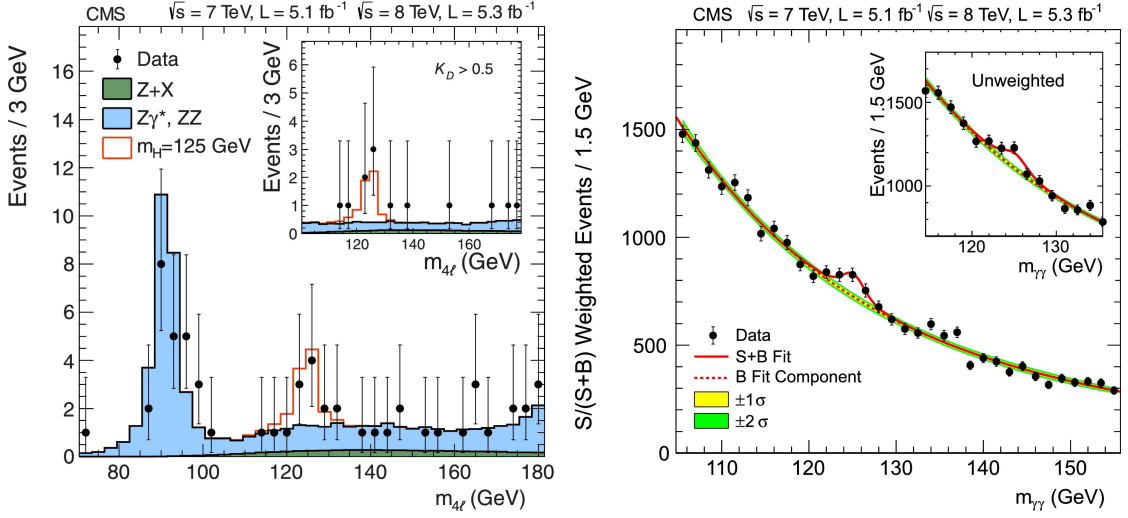 CMS √s = 7 TeV, L = 5.1 fb⁻¹ √s = 8 TeV, L = 5.3 fb⁻¹
Events / 3 GeV
16
14
12
10
8
6
4
2
0
Data
Z+X
Zγ*, ZZ
m_H=125 GeV
80 100 120 140 160 180
m_4ℓ (GeV)
K_D > 0.5
Events / 3 GeV
6
5
4
3
2
1
0
120 140 160
m_4ℓ (GeV)
CMS √s = 7 TeV, L = 5.1 fb⁻¹ √s = 8 TeV, L = 5.3 fb⁻¹
S/(S+B) Weighted Events / 1.5 GeV
1500
1000
500
0
Data
S+B Fit
B Fit Component
±1σ
±2 σ
110 120 130 140 150
m_γγ (GeV)
Unweighted
Events / 1.5 GeV
1500
1000
120 130
m_γγ (GeV)